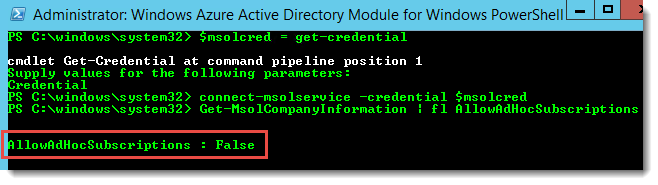 Administrator: Windows Azure Active Directory Module for Windows PowerShell
PS C:\windows\system32> $msolcred = get-credential
cmdlet Get-Credential at command pipeline position 1
Supply values for the following parameters:
Credential
PS C:\windows\system32> connect-msolservice -credential $msolcred
PS C:\windows\system32> Get-MsolCompanyInformation | fl AllowAdHocSubscriptions
AllowAdHocSubscriptions : False